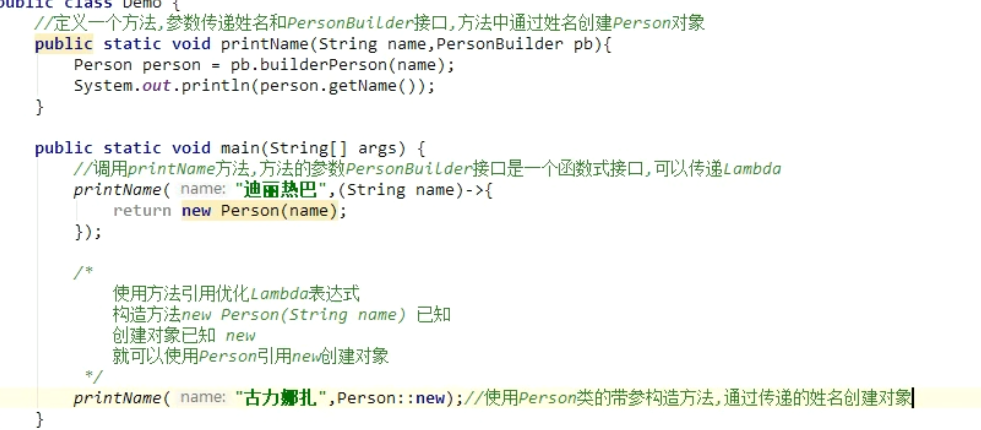 public class Demo {
//定义一个方法,参数传递姓名和PersonBuilder接口,方法中通过姓名创建Person对象
public static void printName(String name,PersonBuilder pb){
Person person = pb.builderPerson(name);
System.out.println(person.getName());
}
public static void main(String[] args) {
//调用printName方法,方法的参数PersonBuilder接口是一个函数式接口,可以传递Lambda
printName( name: "迪丽热巴",(String name)->{
return new Person(name);
});
/*
使用方法引用优化Lambda表达式
构造方法new Person(String name) 已知
创建对象已知 new
就可以使用Person引用new创建对象
*/
printName( name: "古力娜扎",Person::new);//使用Person类的带参构造方法,通过传递的姓名创建对象
}